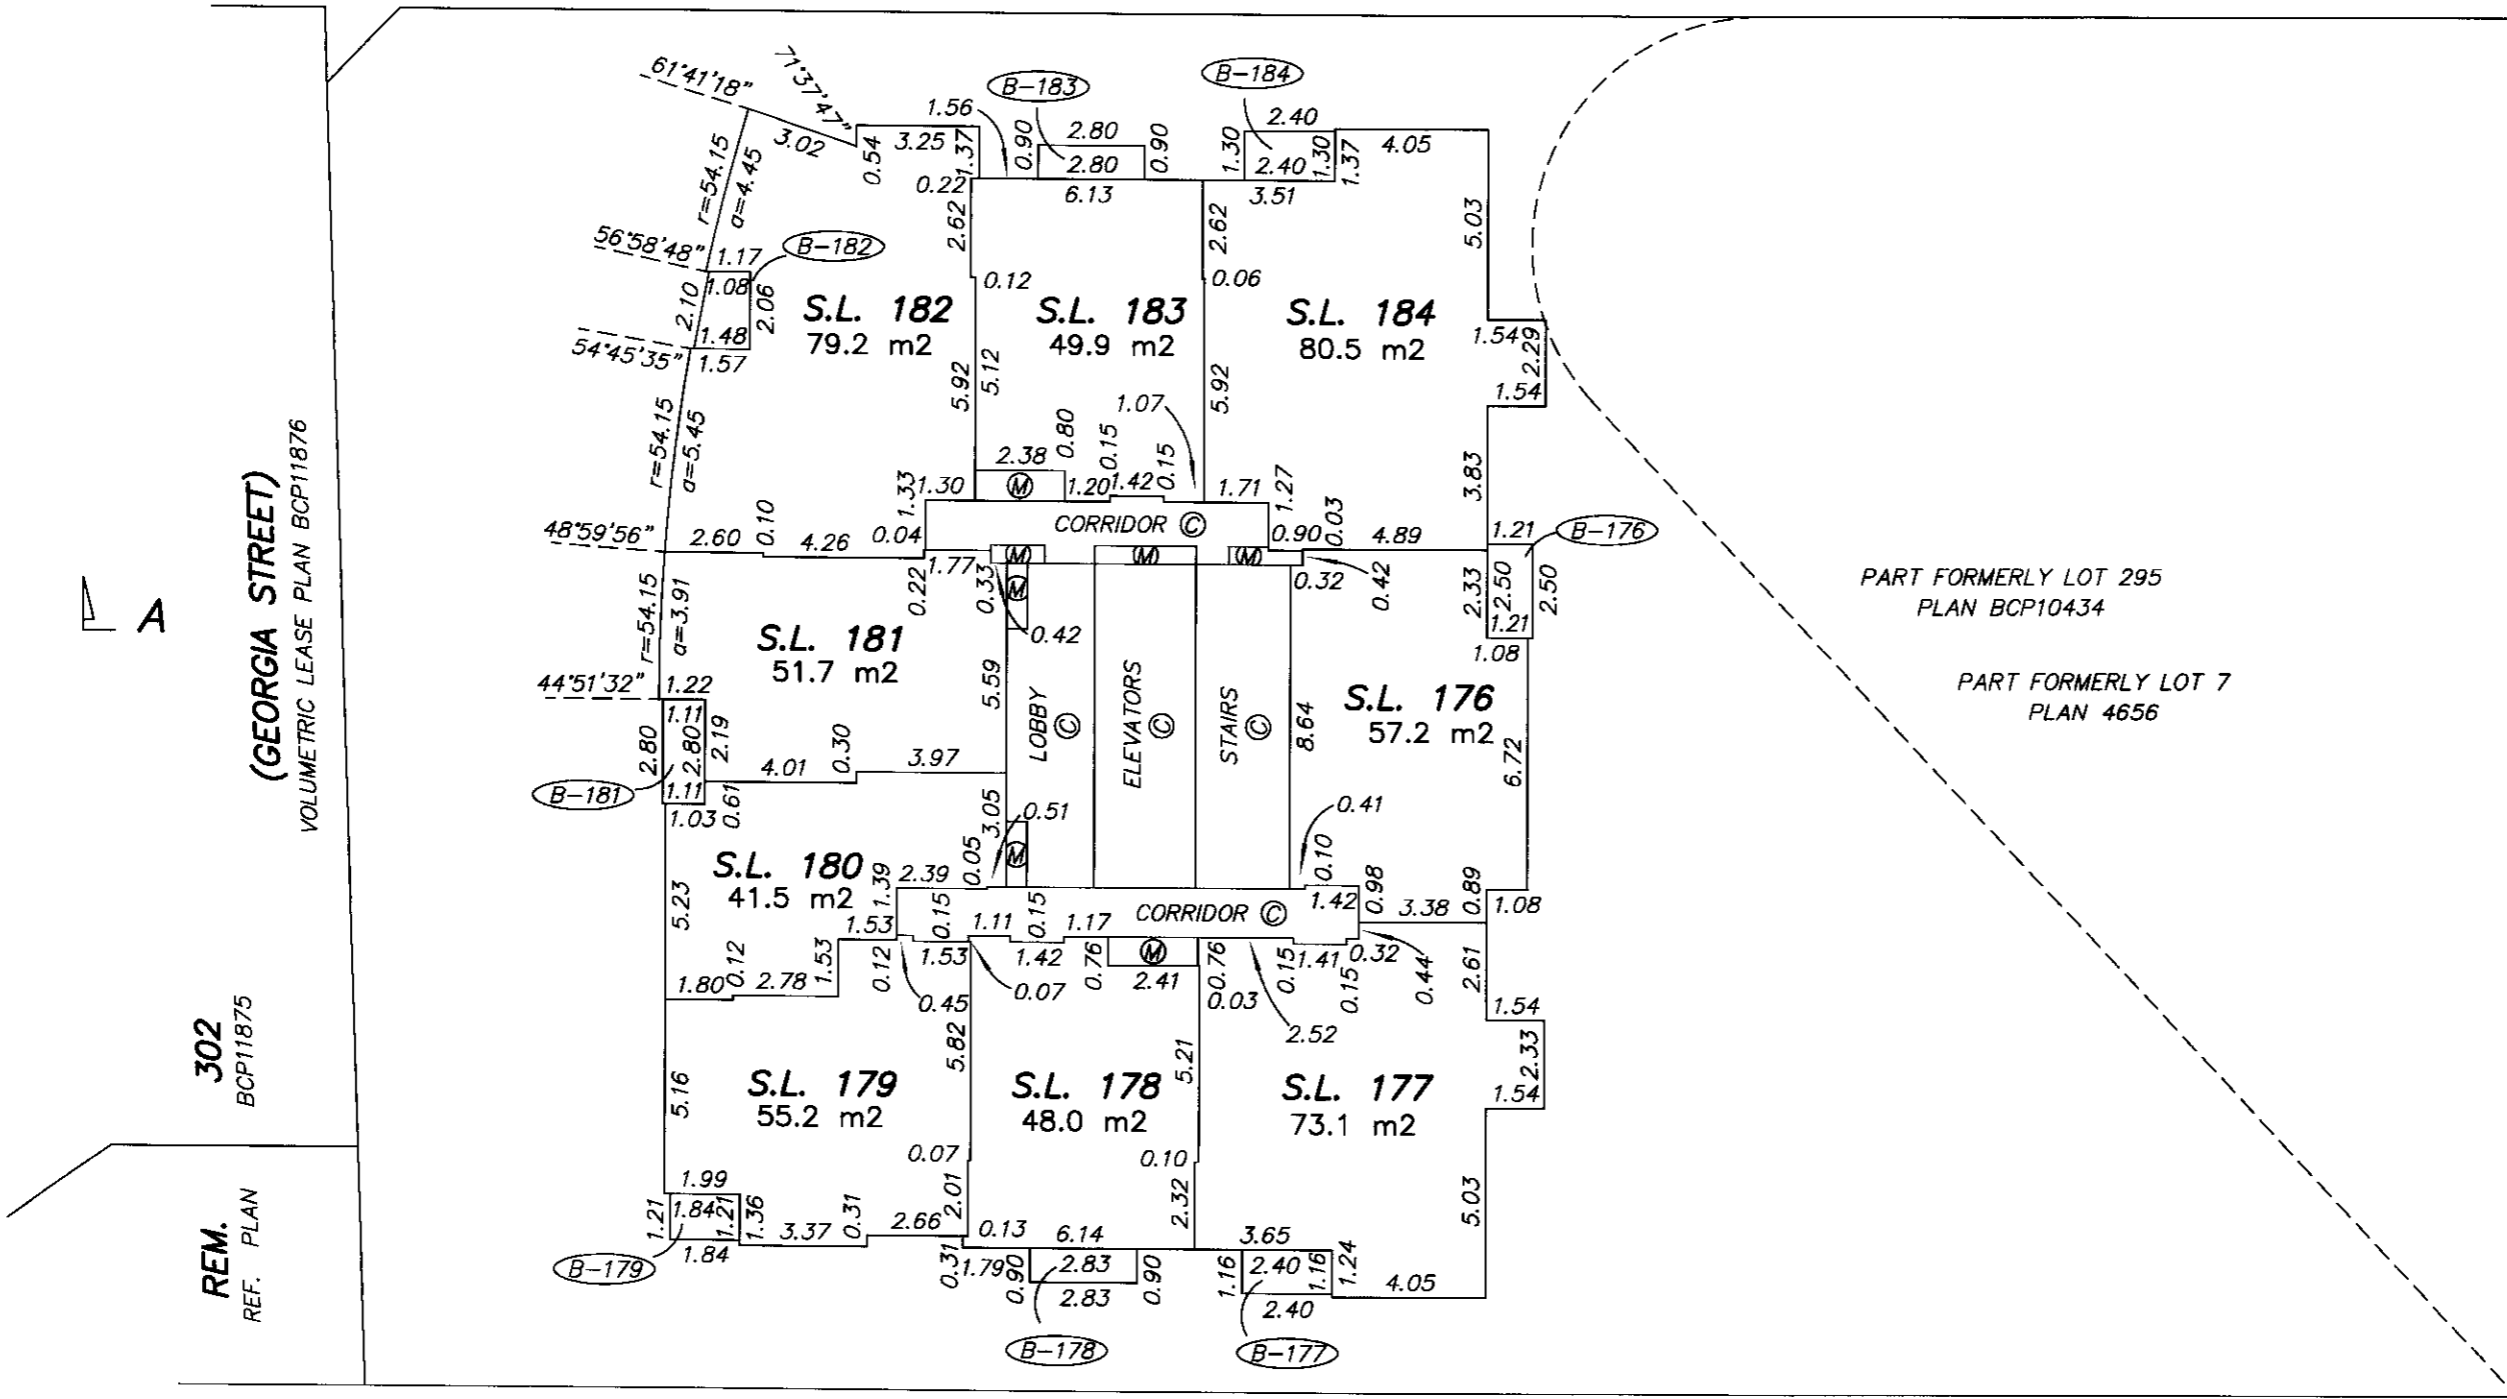 61°41'18"
71°37'47"
B-183
B-184
1.56
3.02
0.54
3.25
1.37
0.90
2.80
2.80
0.90
1.30
2.40
2.40
1.30
1.37
4.05
r=54.15
a=4.45
0.22
6.13
3.51
2.62
2.62
5.03
56°58'48"
1.17
B-182
1.08
2.10
2.06
1.48
0.12
0.06
S.L. 182
79.2 m2
S.L. 183
49.9 m2
S.L. 184
80.5 m2
54°45'35"
1.57
1.54
2.29
1.54
5.92
5.12
5.92
r=54.15
a=5.45
1.07
0.80
0.15
0.15
2.38
M
1.20
1.42
1.71
1.27
3.83
1.33
1.30
CORRIDOR C
48°59'56"
2.60
0.10
4.26
0.04
0.90
0.03
4.89
1.21
B-176
1.77
M
M
M
0.22
0.33
M
0.32
0.42
2.33
2.50
2.50
1.21
1.08
r=54.15
a=3.91
0.42
S.L. 181
51.7 m2
5.59
LOBBY C
ELEVATORS C
STAIRS C
8.64
S.L. 176
57.2 m2
6.72
44°51'32"
1.22
1.11
2.80
2.80
2.19
1.11
B-181
4.01
0.30
3.97
1.03
0.61
3.05
0.51
0.41
S.L. 180
41.5 m2
5.23
1.39
2.39
0.05
M
0.10
1.42
0.98
3.38
0.89
1.08
1.53
0.15
1.11
0.15
1.17
CORRIDOR C
1.53
0.12
1.53
1.42
0.76
M
2.41
0.76
0.03
0.15
1.41
0.15
0.32
0.44
2.61
1.80
0.12
2.78
0.45
0.07
2.52
1.54
2.33
1.54
5.16
5.82
5.21
S.L. 179
55.2 m2
S.L. 178
48.0 m2
S.L. 177
73.1 m2
0.07
0.10
1.99
1.84
1.21
1.21
1.36
1.84
3.37
0.31
2.66
2.01
0.13
6.14
2.32
3.65
5.03
B-179
0.31
1.79
0.90
2.83
2.83
0.90
1.16
2.40
1.16
1.24
2.40
4.05
B-178
B-177
A
(GEORGIA STREET)
VOLUMETRIC LEASE PLAN BCP11876
302
BCP11875
REM.
REF. PLAN
PART FORMERLY LOT 295
PLAN BCP10434
PART FORMERLY LOT 7
PLAN 4656